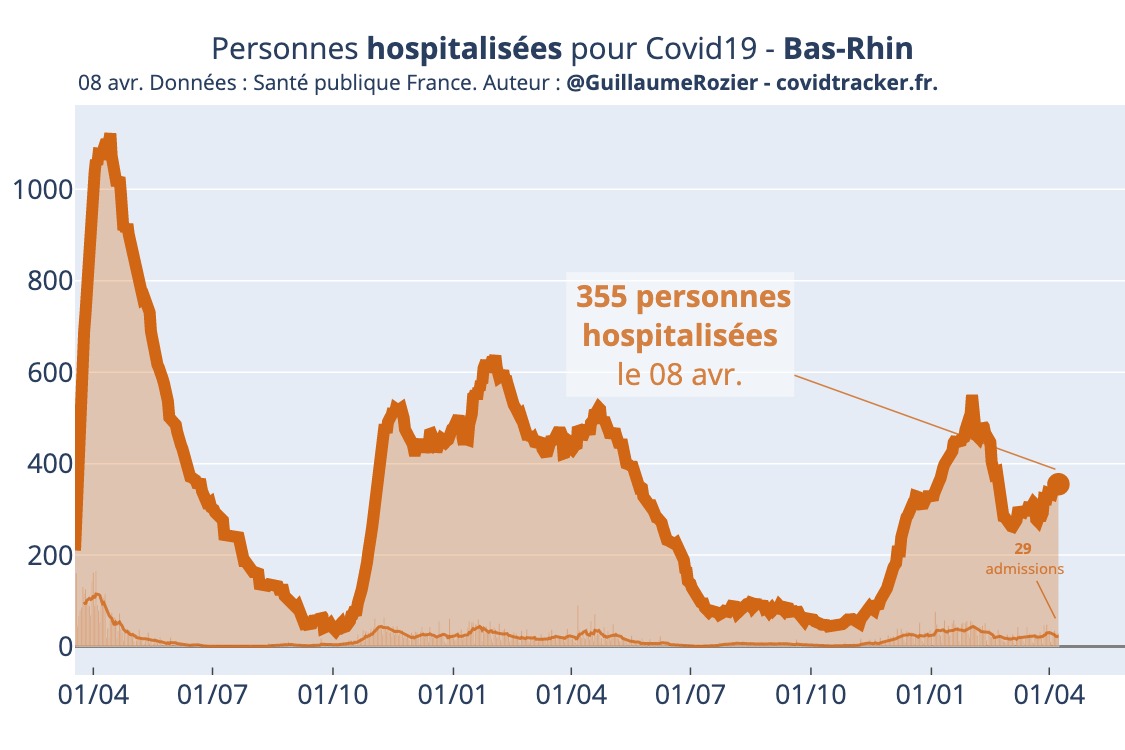 Personnes hospitalisées pour Covid19 - Bas-Rhin
08 avr. Données : Santé publique France. Auteur : @GuillaumeRozier - covidtracker.fr.
1000
800
355 personnes
hospitalisées
le 08 avr.
600
400
200
29
admissions
0
01/04 01/07 01/10 01/01 01/04 01/07 01/10 01/01 01/04